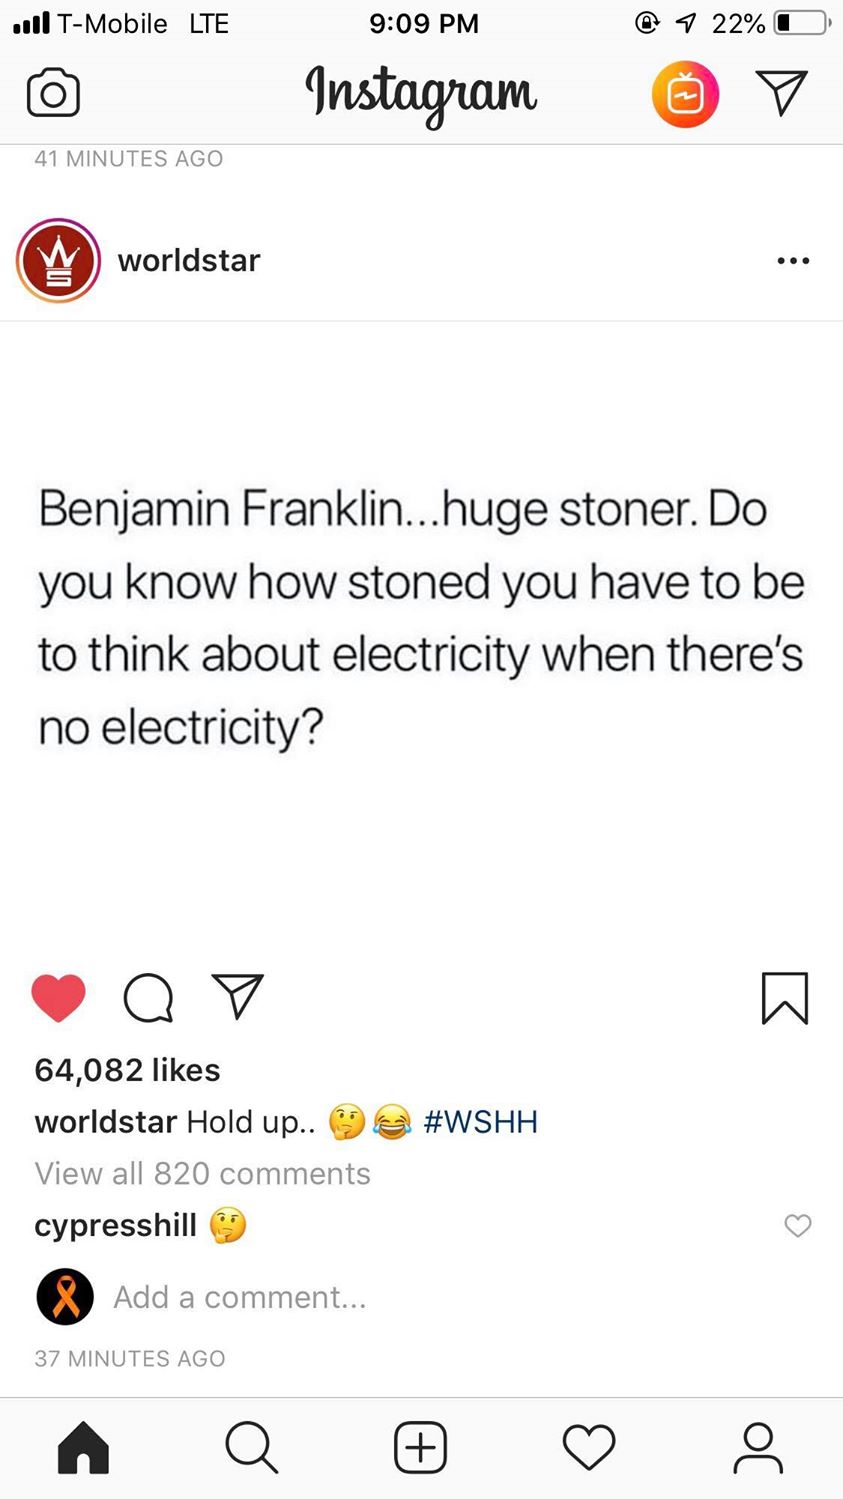 T-Mobile LTE 9:09 PM 22%
Instagram
41 MINUTES AGO
worldstar
Benjamin Franklin...huge stoner. Do
you know how stoned you have to be
to think about electricity when there's
no electricity?
64,082 likes
worldstar Hold up.. 🤔😂 #WSHH
View all 820 comments
cypresshill 🤔
Add a comment...
37 MINUTES AGO